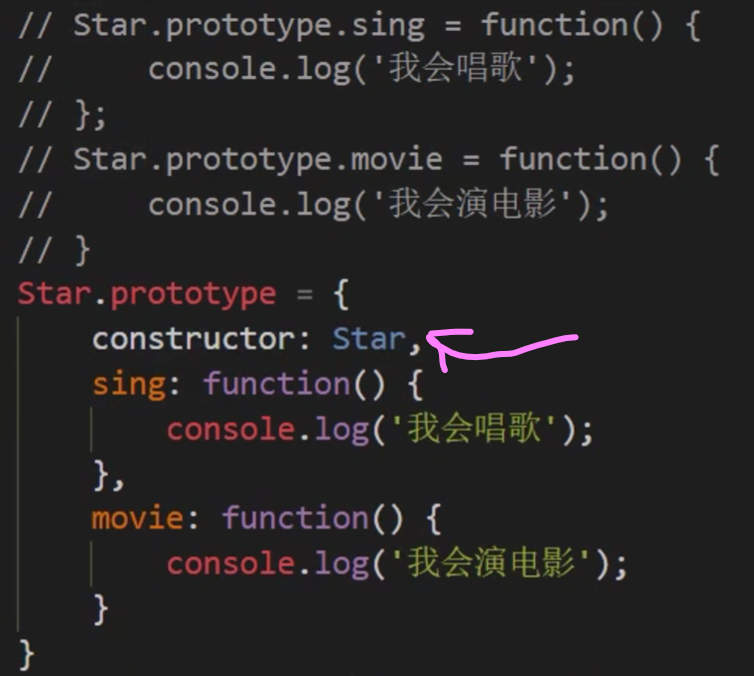 // Star.prototype.sing = function() {
//     console.log('我会唱歌');
// };
// Star.prototype.movie = function() {
//     console.log('我会演电影');
// }
Star.prototype = {
    constructor: Star,
    sing: function() {
        console.log('我会唱歌');
    },
    movie: function() {
        console.log('我会演电影');
    }
}